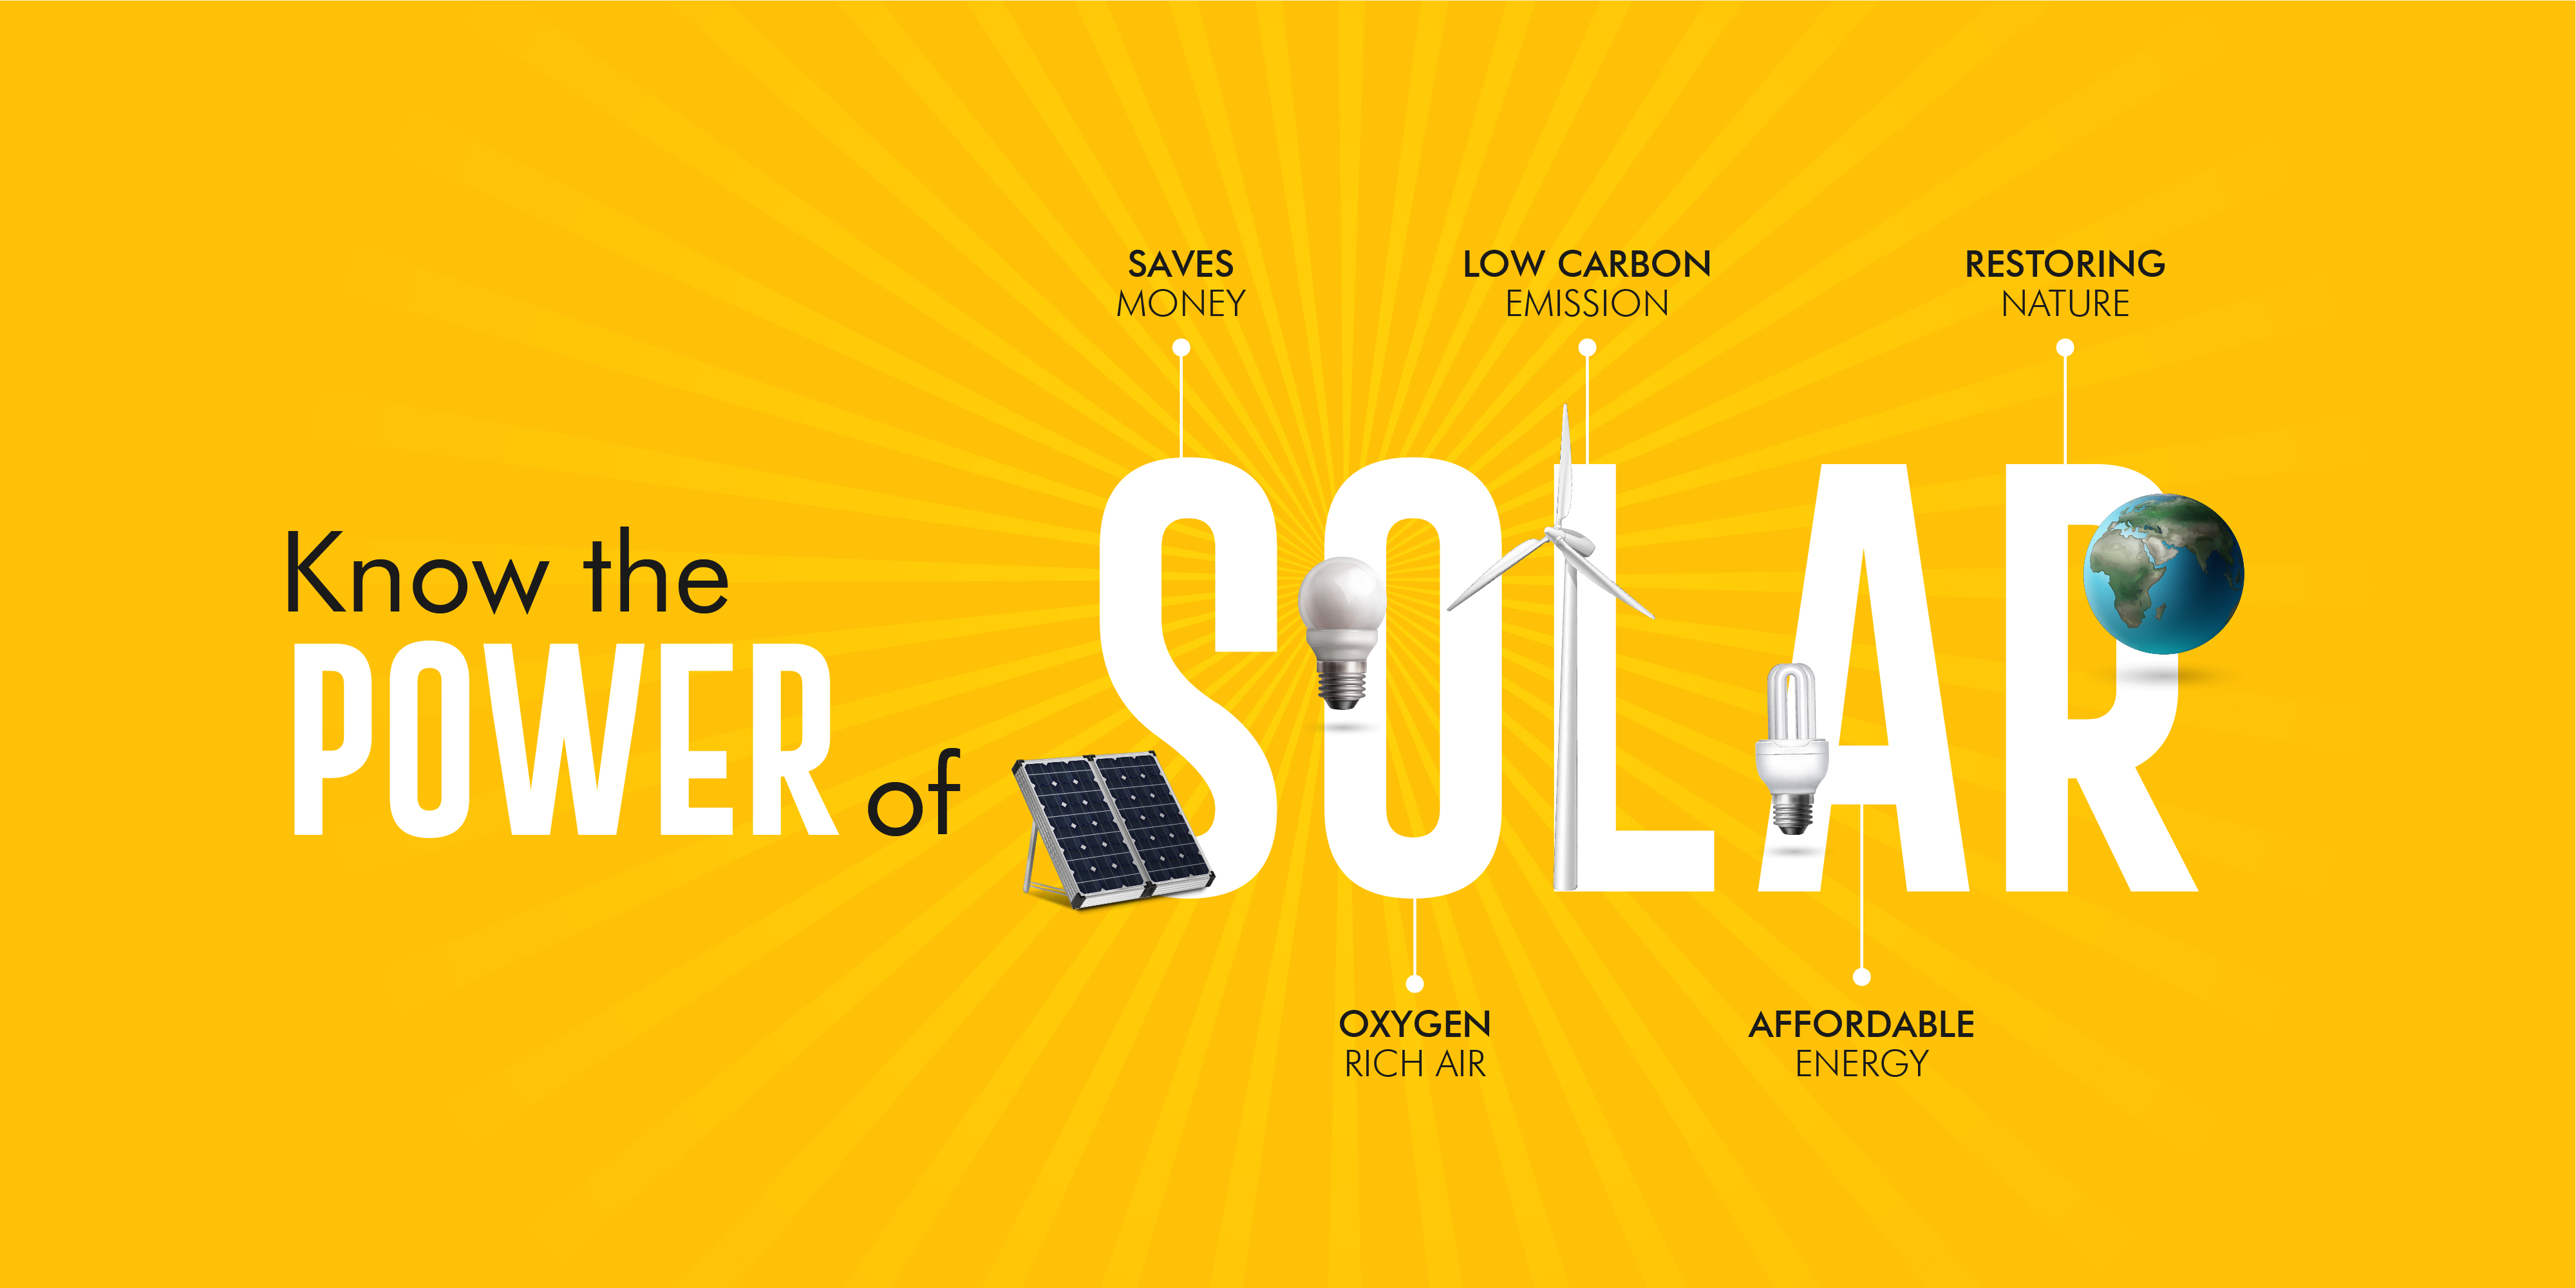 Know the
POWER of
SOLAR
SAVES
MONEY
OXYGEN
RICH AIR
LOW CARBON
EMISSION
AFFORDABLE
ENERGY
RESTORING
NATURE